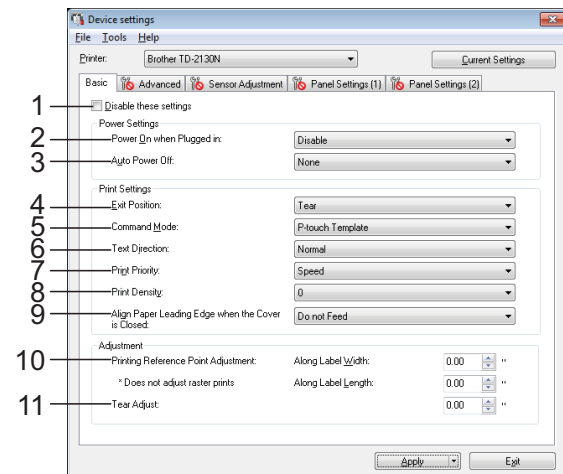 Device settings
File Tools Help
Printer: Brother TD-2130N Current Settings
Basic Advanced Sensor Adjustment Panel Settings (1) Panel Settings (2)
1 Disable these settings
Power Settings
2 Power On when Plugged in: Disable
3 Auto Power Off: None
Print Settings
4 Exit Position: Tear
5 Command Mode: P-touch Template
6 Text Direction: Normal
7 Print Priority: Speed
8 Print Density: 0
9 Align Paper Leading Edge when the Cover is Closed: Do not Feed
Adjustment
10 Printing Reference Point Adjustment: Along Label Width: 0.00 "
* Does not adjust raster prints Along Label Length: 0.00 "
11 Tear Adjust: 0.00 "
Apply Exit